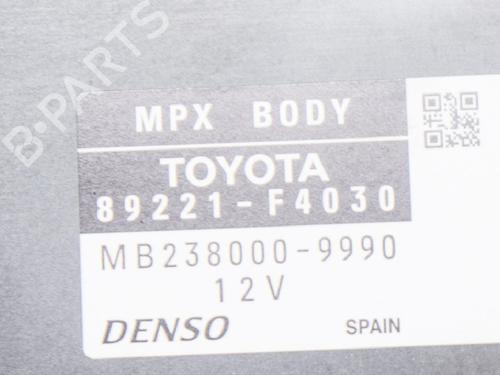 B-PARTS
MPX BODY
TOYOTA
89221-F4030
MB238000-9990
12V
DENSO
SPAIN